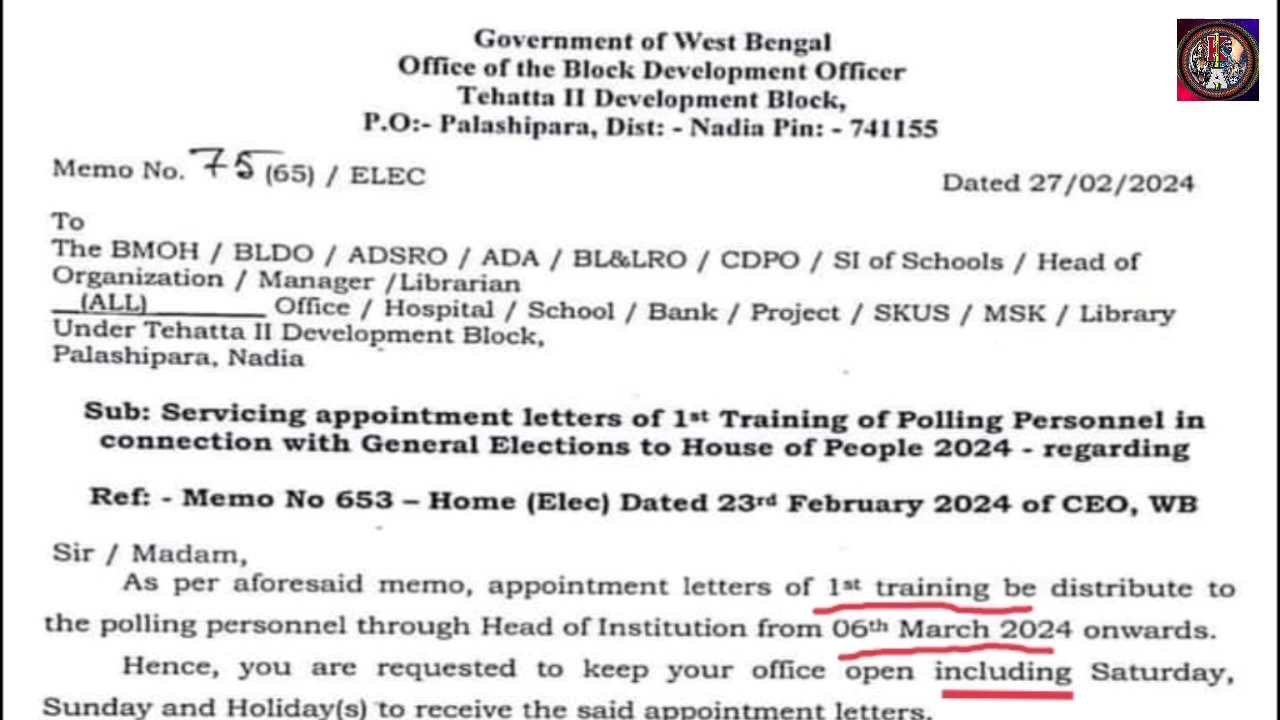 Government of West Bengal
Office of the Block Development Officer
Tehatta II Development Block,
P.O:- Palashipara, Dist: - Nadia Pin: - 741155
Memo No. 75 (65) / ELEC
Dated 27/02/2024
To
The BMOH / BLDO / ADSRO / ADA / BL&LRO / CDPO / SI of Schools / Head of
Organization / Manager /Librarian
__(ALL)________ Office / Hospital / School / Bank / Project / SKUS / MSK / Library
Under Tehatta II Development Block,
Palashipara, Nadia
Sub: Servicing appointment letters of 1st Training of Polling Personnel in
connection with General Elections to House of People 2024 - regarding
Ref: - Memo No 653 – Home (Elec) Dated 23rd February 2024 of CEO, WB
Sir / Madam,
As per aforesaid memo, appointment letters of 1st training be distribute to
the polling personnel through Head of Institution from 06th March 2024 onwards.
Hence, you are requested to keep your office open including Saturday,
Sunday and Holiday(s) to receive the said appointment letters.